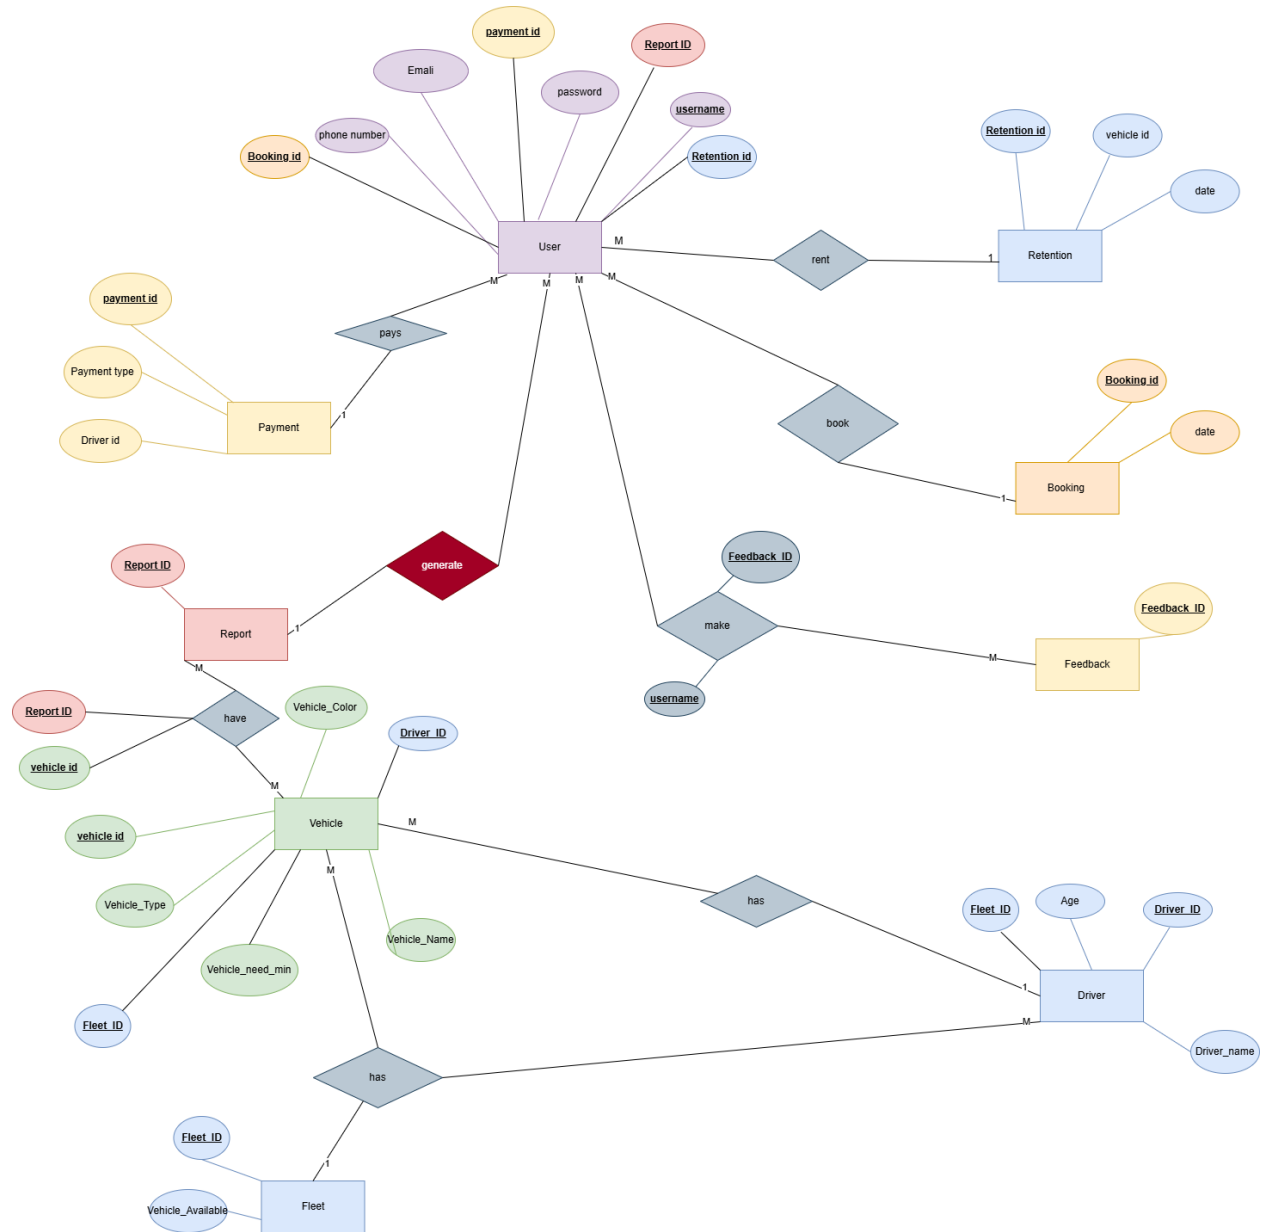 payment id
Report ID
Emali
password
username
phone number
Booking id
Retention id
Retention id
vehicle id
date
User
M
rent
1
Retention
M
M
M
M
payment id
pays
Payment type
1
Payment
Driver id
Booking id
book
date
Booking
1
Feedback_ID
generate
Report ID
Feedback_ID
1
Report
make
M
Feedback
M
username
Report ID
have
Vehicle_Color
Driver_ID
vehicle id
M
Vehicle
M
vehicle id
M
Vehicle_Type
has
Fleet_ID
Age
Driver_ID
Vehicle_Name
Vehicle_need_min
1
Driver
M
Fleet_ID
Driver_name
has
Fleet_ID
1
Vehicle_Available
Fleet